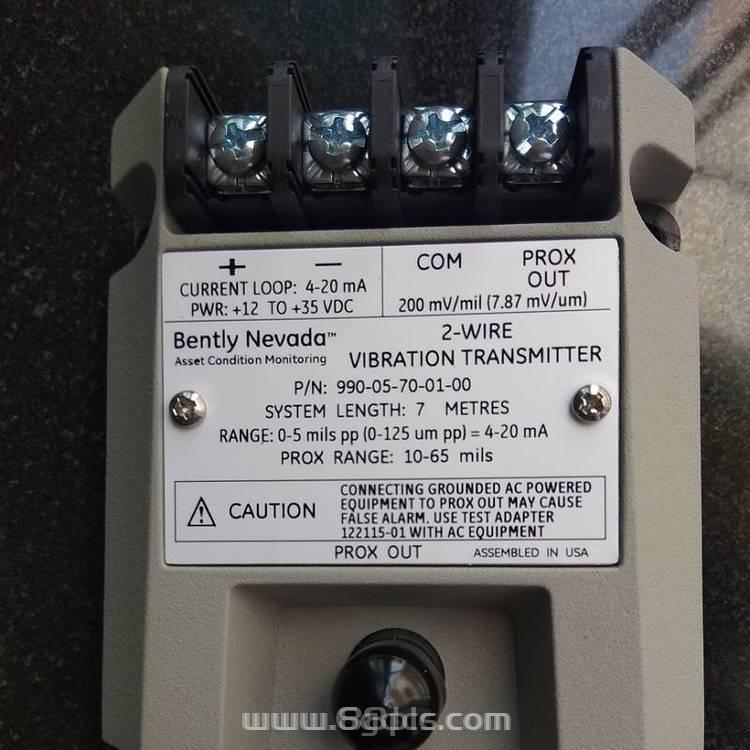 + − COM PROX
OUT
CURRENT LOOP: 4-20 mA
PWR: +12 TO +35 VDC 200 mV/mil (7.87 mV/um)
Bently Nevada™ 2-WIRE
Asset Condition Monitoring VIBRATION TRANSMITTER
P/N: 990-05-70-01-00
SYSTEM LENGTH: 7 METRES
RANGE: 0-5 mils pp (0-125 um pp) = 4-20 mA
PROX RANGE: 10-65 mils
CAUTION
CONNECTING GROUNDED AC POWERED
EQUIPMENT TO PROX OUT MAY CAUSE
FALSE ALARM. USE TEST ADAPTER
122115-01 WITH AC EQUIPMENT
PROX OUT ASSEMBLED IN USA